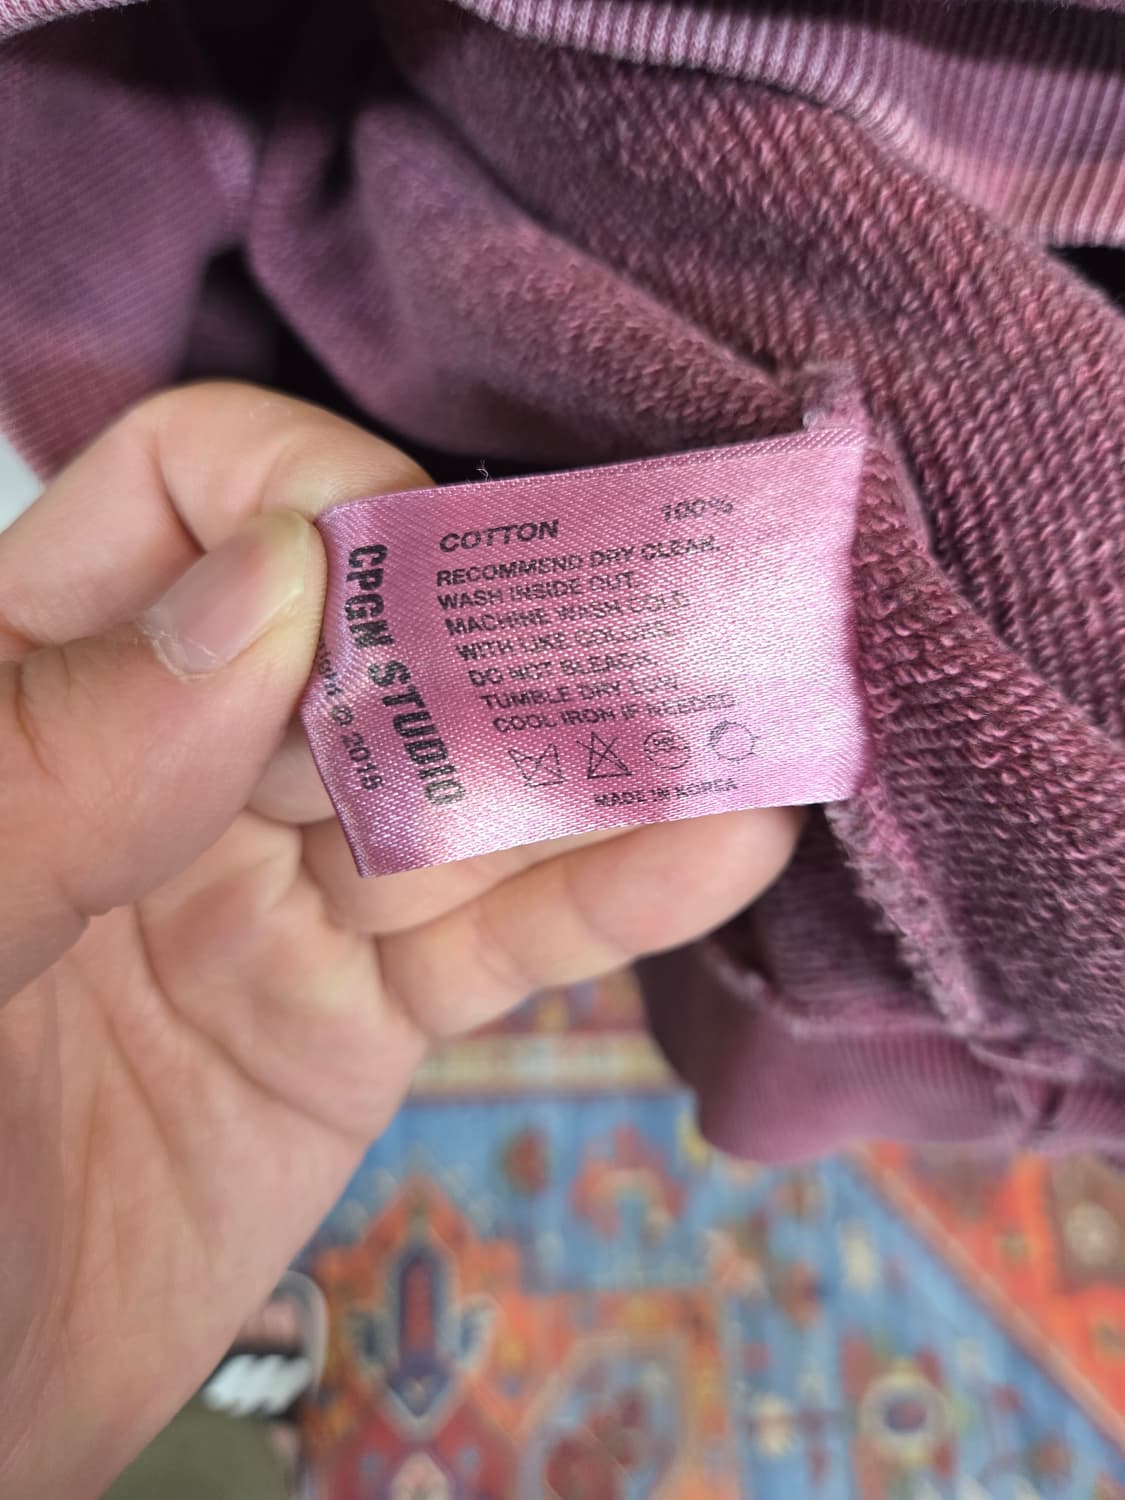 COTTON 100%
RECOMMEND DRY CLEAN.
WASH INSIDE OUT.
MACHINE WASH COLD
WITH LIKE COLORS.
DO NOT BLEACH.
TUMBLE DRY LOW.
COOL IRON IF NEEDED
MADE IN KOREA
CPGN STUDIO
© 2015